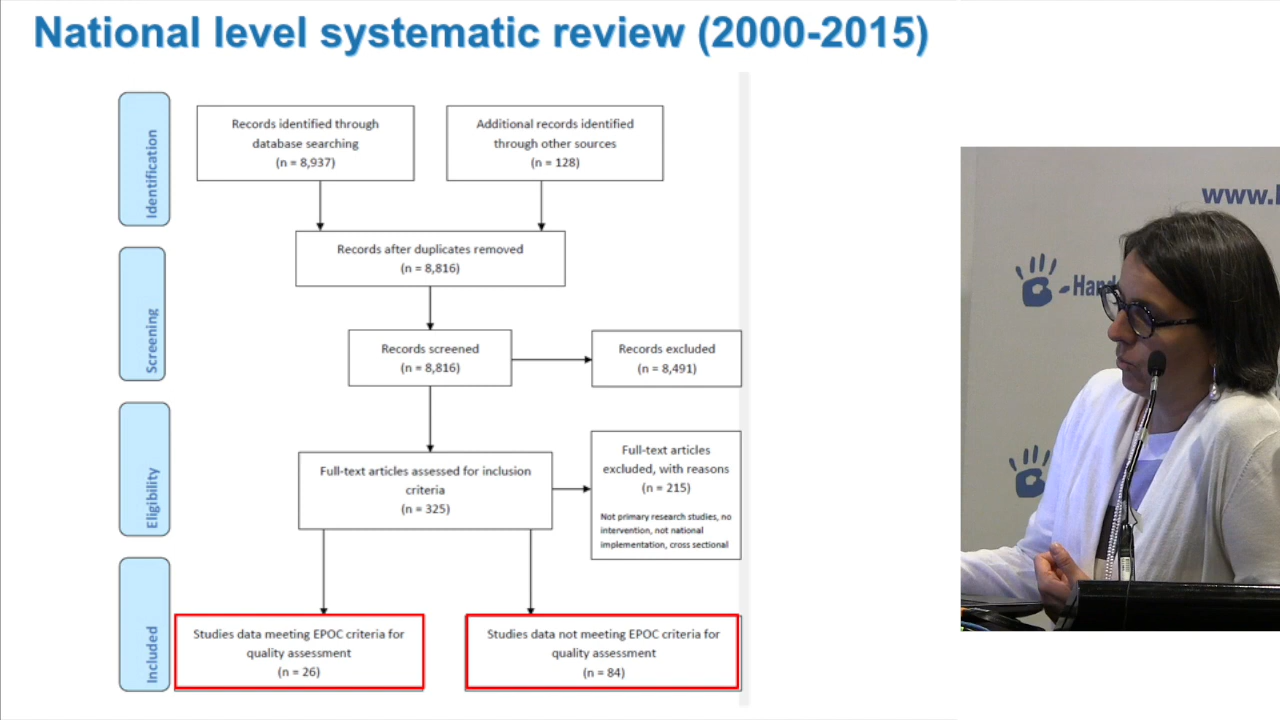 National level systematic review (2000-2015)
Identification
Records identified through
database searching
(n = 8,937)
Additional records identified
through other sources
(n = 128)
Records after duplicates removed
(n = 8,816)
Screening
Records screened
(n = 8,816)
Records excluded
(n = 8,491)
Eligibility
Full-text articles assessed for inclusion
criteria
(n = 325)
Full-text articles
excluded, with reasons
(n = 215)
Not primary research studies, no
intervention, not national
implementation, cross sectional
Included
Studies data meeting EPOC criteria for
quality assessment
(n = 26)
Studies data not meeting EPOC criteria for
quality assessment
(n = 84)
www.